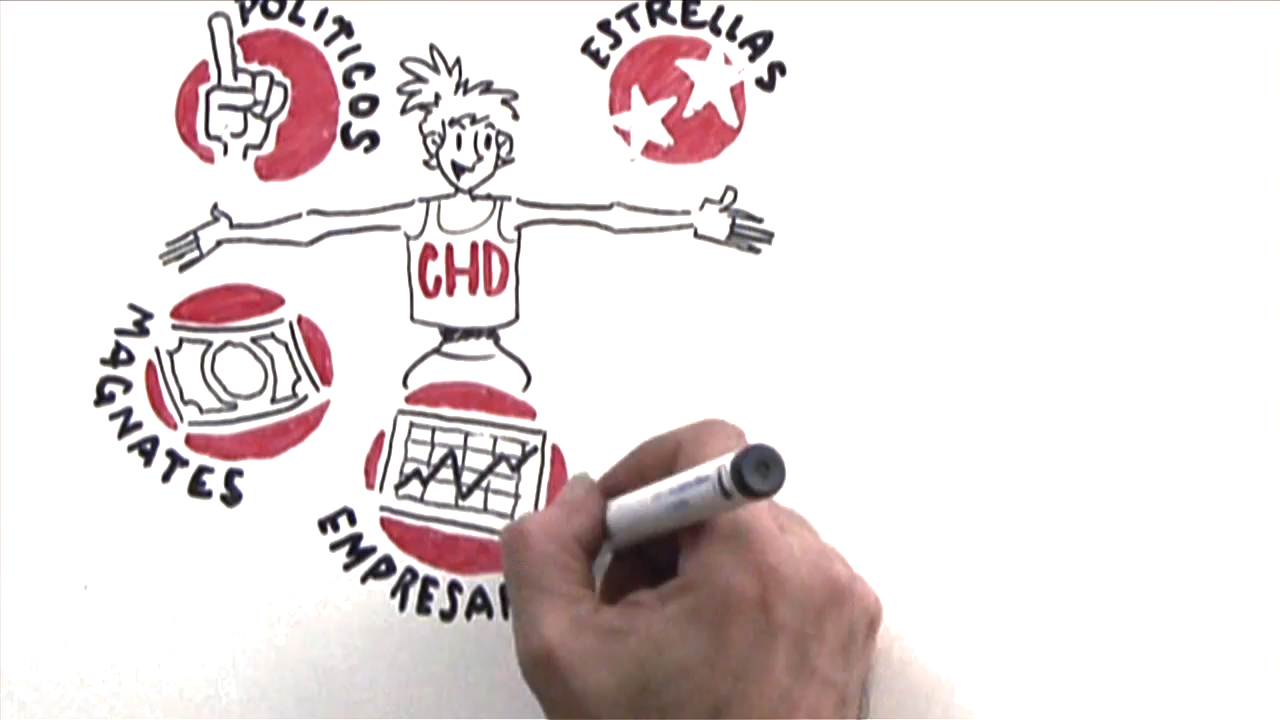 POLITICOS
ESTRELLAS
CHD
MAGNATES
EMPRESA